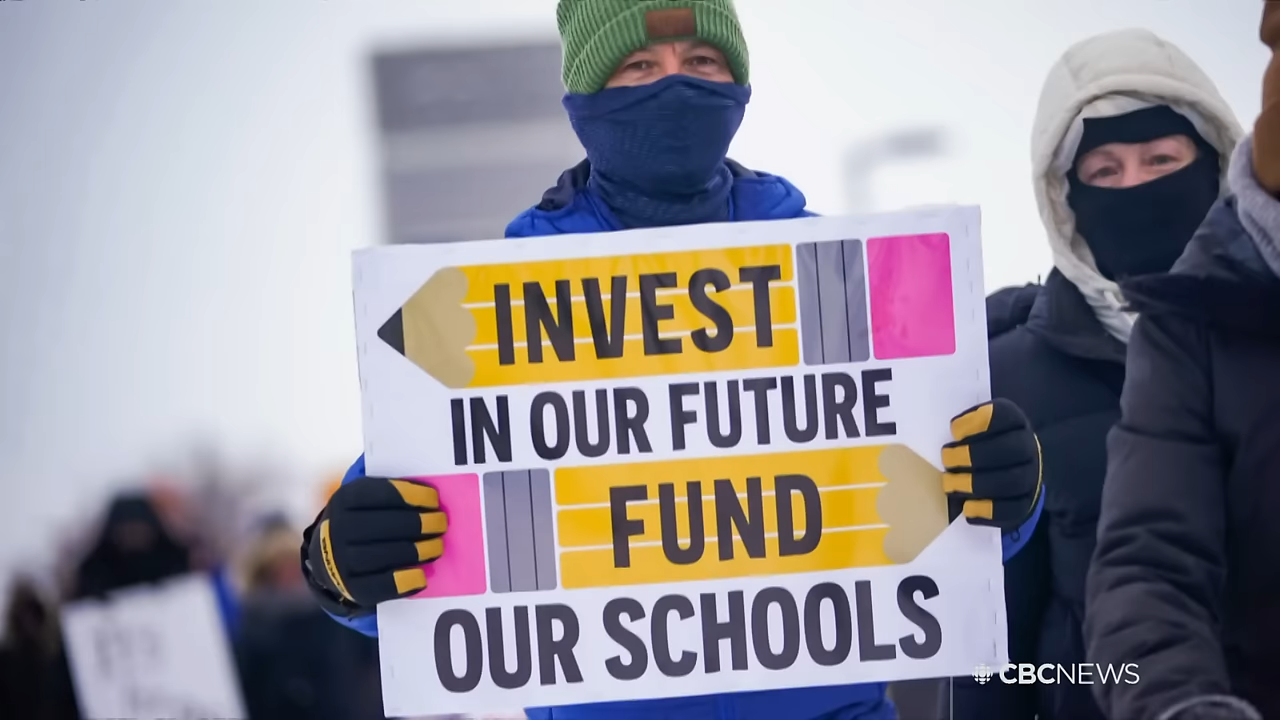 INVEST
IN OUR FUTURE
FUND
OUR SCHOOLS
CBCNEWS